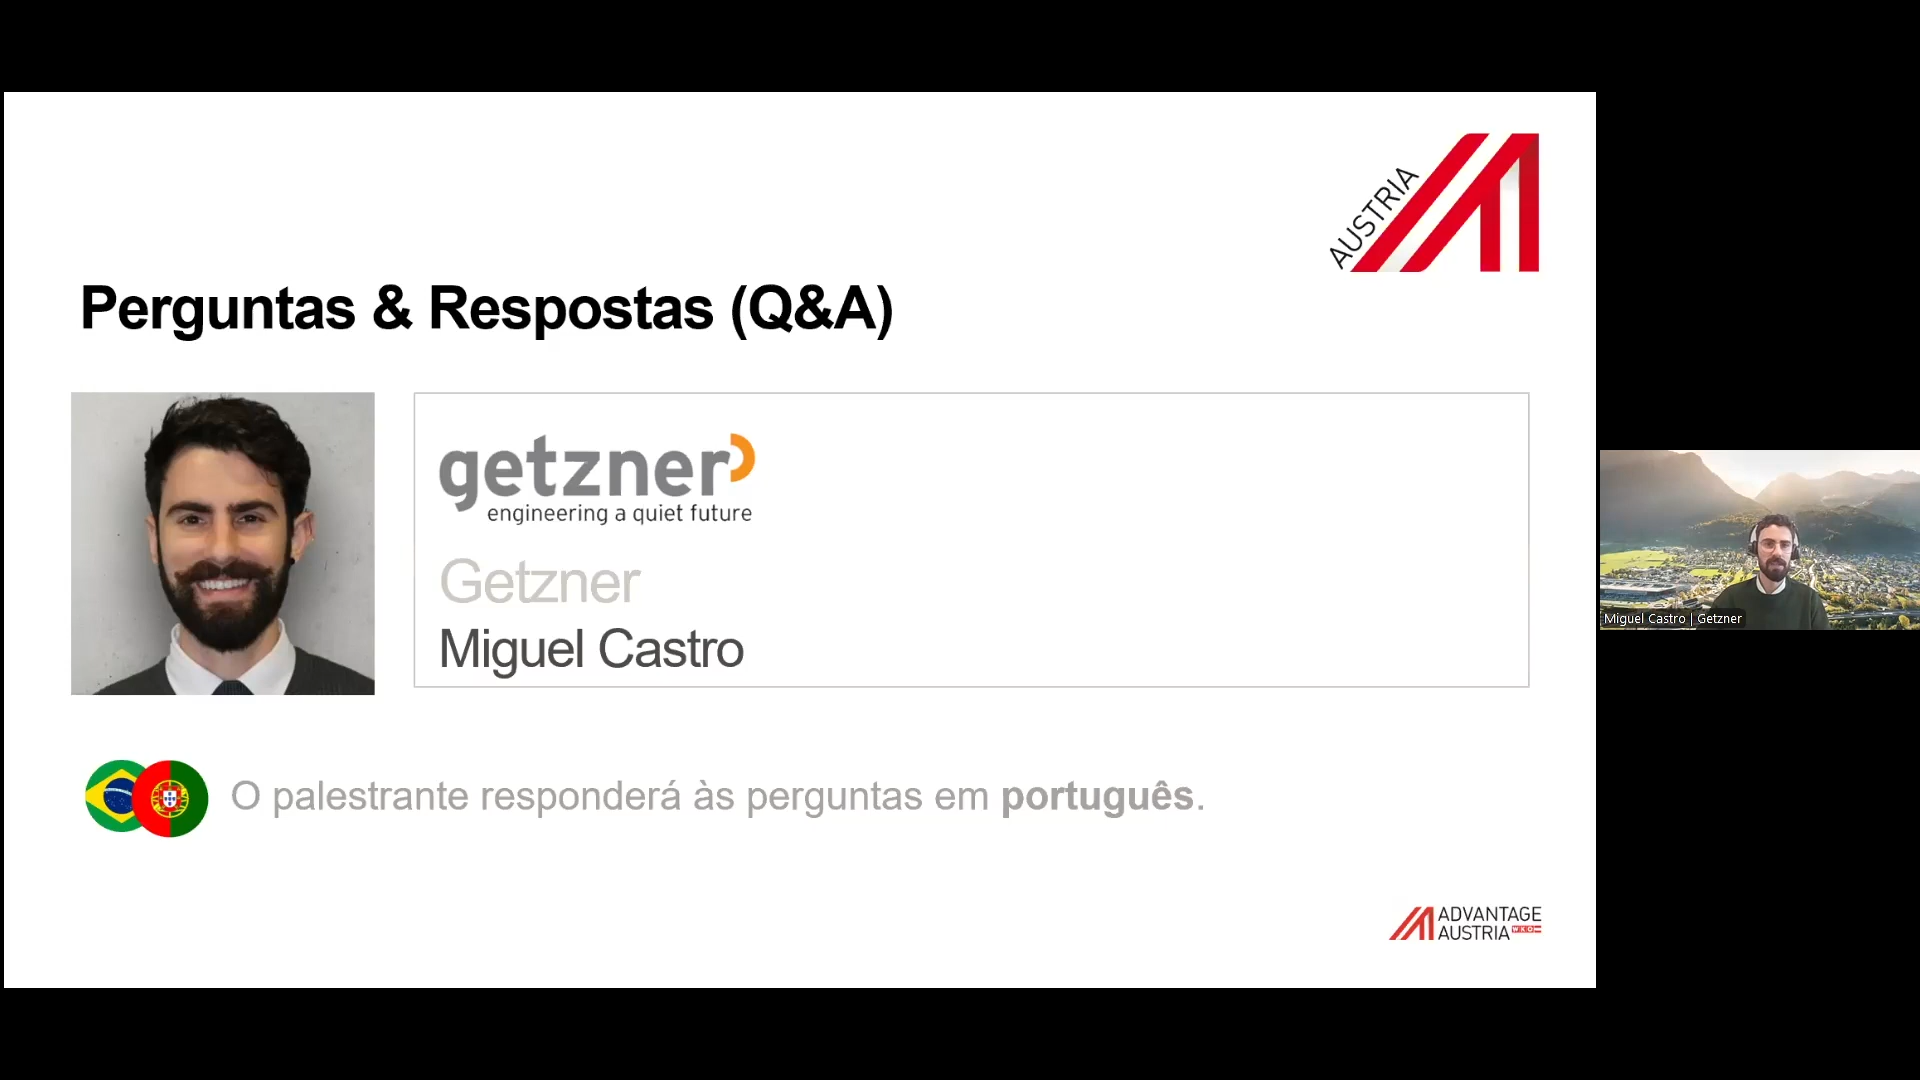 AUSTRIA
Perguntas & Respostas (Q&A)
getzner
engineering a quiet future
Getzner
Miguel Castro
Miguel Castro | Getzner
O palestrante responderá às perguntas em português.
ADVANTAGE
AUSTRIA WKO